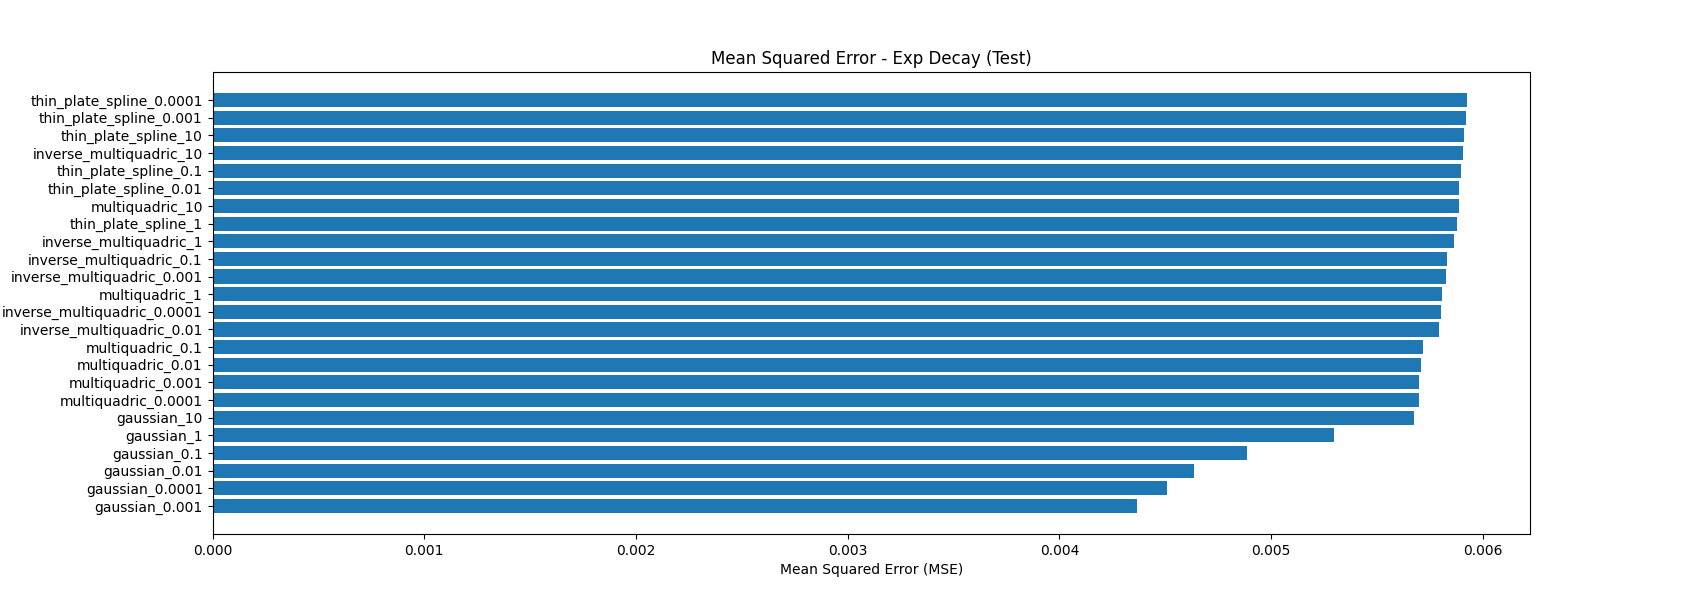 Mean Squared Error - Exp Decay (Test)
thin_plate_spline_0.0001
thin_plate_spline_0.001
thin_plate_spline_10
inverse_multiquadric_10
thin_plate_spline_0.1
thin_plate_spline_0.01
multiquadric_10
thin_plate_spline_1
inverse_multiquadric_1
inverse_multiquadric_0.1
inverse_multiquadric_0.001
multiquadric_1
inverse_multiquadric_0.0001
inverse_multiquadric_0.01
multiquadric_0.1
multiquadric_0.01
multiquadric_0.001
multiquadric_0.0001
gaussian_10
gaussian_1
gaussian_0.1
gaussian_0.01
gaussian_0.0001
gaussian_0.001
0.000 0.001 0.002 0.003 0.004 0.005 0.006
Mean Squared Error (MSE)